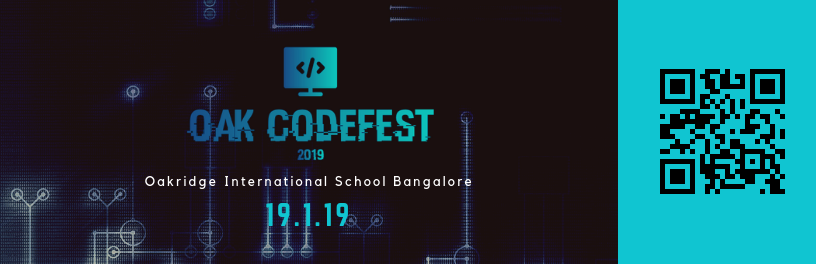 </>
OAK CODEFEST
2019
Oakridge International School Bangalore
19.1.19